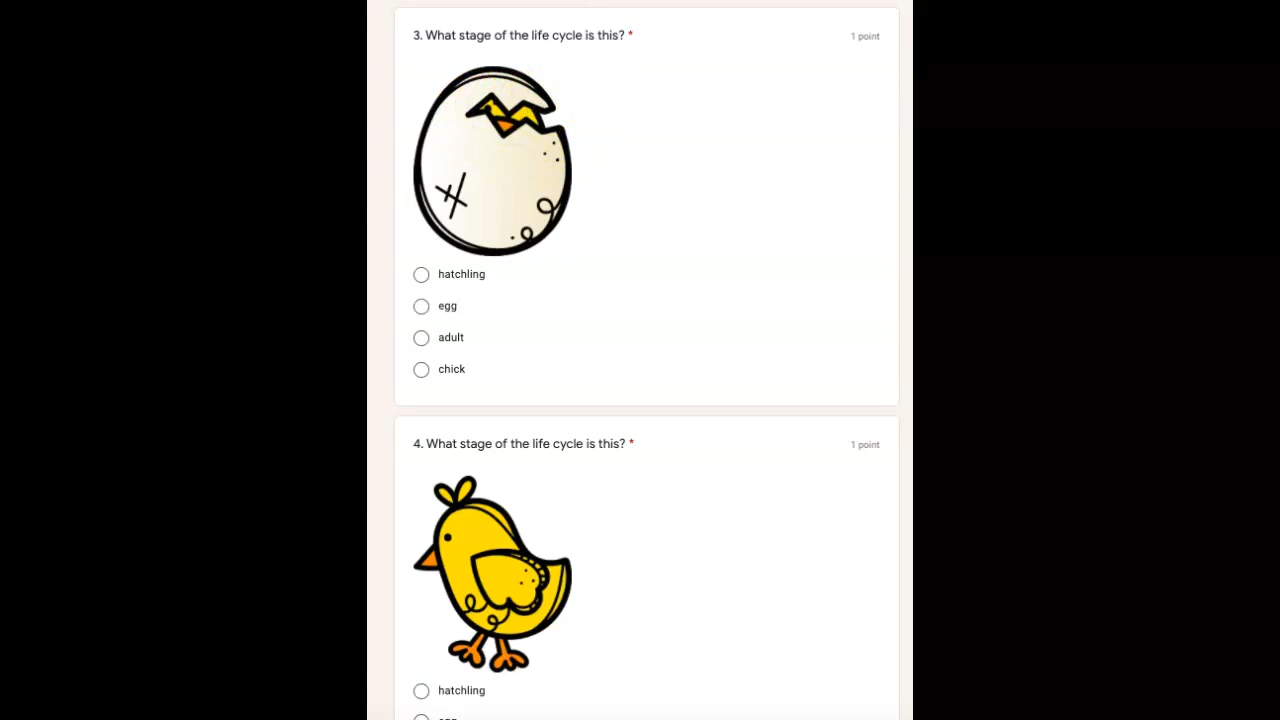 3. What stage of the life cycle is this? *
1 point
hatchling
egg
adult
chick
4. What stage of the life cycle is this? *
1 point
hatchling